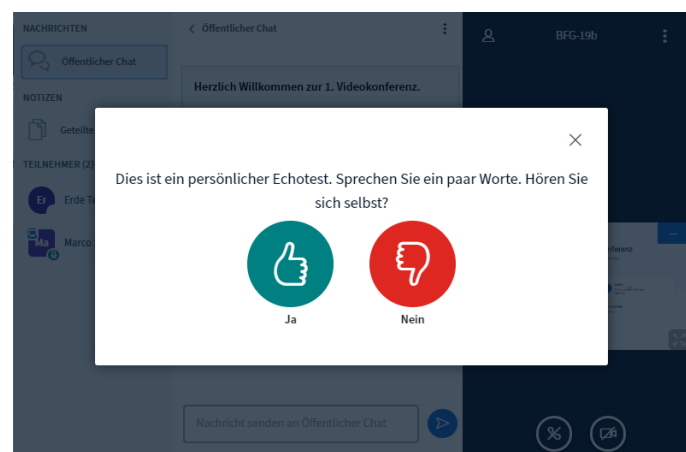 NACHRICHTEN
Öffentlicher Chat
NOTIZEN
Geteilte
TEILNEHMER (2)
Er Erde Te
Ma Marco
Öffentlicher Chat
Herzlich Willkommen zur 1. Videokonferenz.
BFG-19b
Dies ist ein persönlicher Echotest. Sprechen Sie ein paar Worte. Hören Sie
sich selbst?
Ja
Nein
Nachricht senden an Öffentlicher Chat